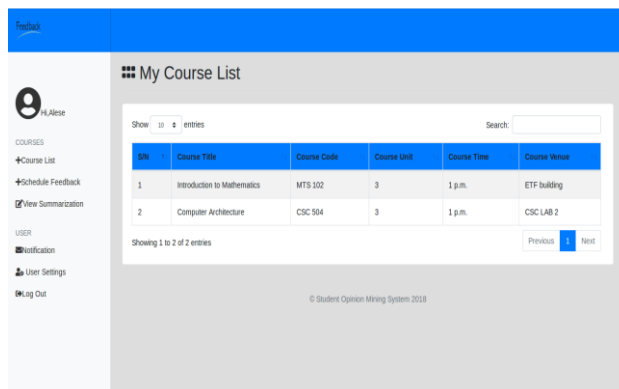 Feedback
My Course List
Hi,Alese
COURSES
Course List
Schedule Feedback
View Summarization
USER
Notification
User Settings
Log Out
Show 10 entries
Search:
S/N Course Title Course Code Course Unit Course Time Course Venue
1 Introduction to Mathematics MTS 102 3 1 p.m. ETF building
2 Computer Architecture CSC 504 3 1 p.m. CSC LAB 2
Showing 1 to 2 of 2 entries
Previous 1 Next
© Student Opinion Mining System 2018